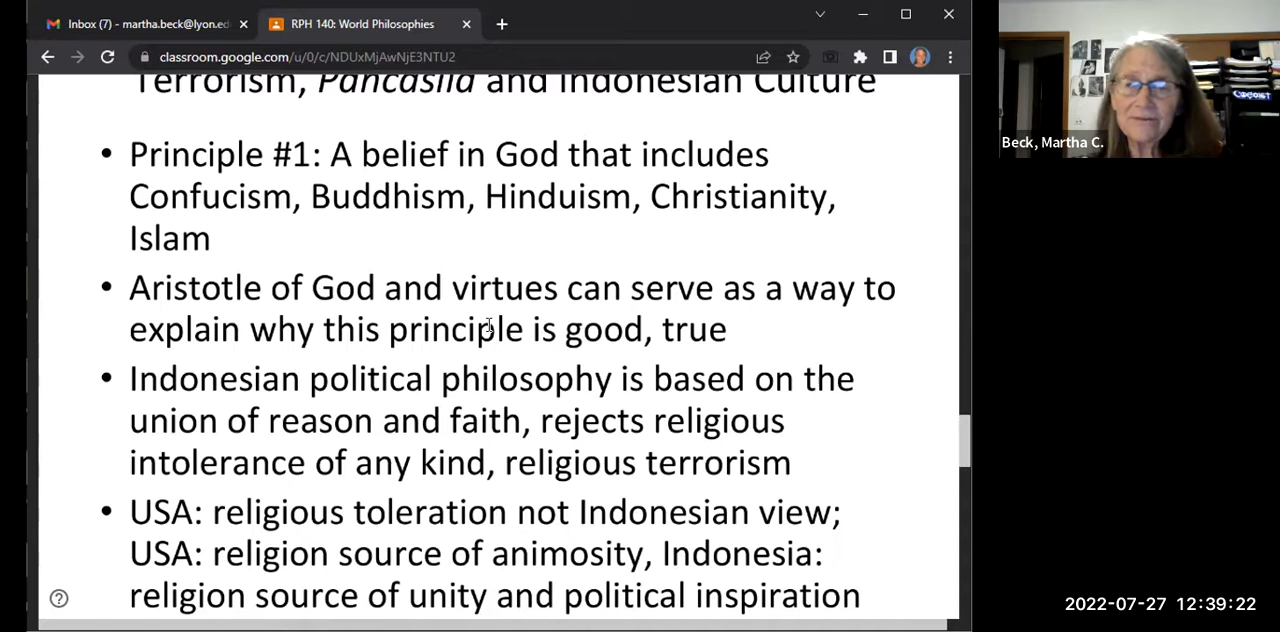 Inbox (7) - martha.beck@lyon.ed
RPH 140: World Philosophies
classroom.google.com/u/0/c/NDUxMjAwNjE3NTU2
Terrorism, Pancasila and Indonesian Culture
• Principle #1: A belief in God that includes
Confucism, Buddhism, Hinduism, Christianity,
Islam
• Aristotle of God and virtues can serve as a way to
explain why this principle is good, true
• Indonesian political philosophy is based on the
union of reason and faith, rejects religious
intolerance of any kind, religious terrorism
• USA: religious toleration not Indonesian view;
USA: religion source of animosity, Indonesia:
religion source of unity and political inspiration
Beck, Martha C.
2022-07-27 12:39:22